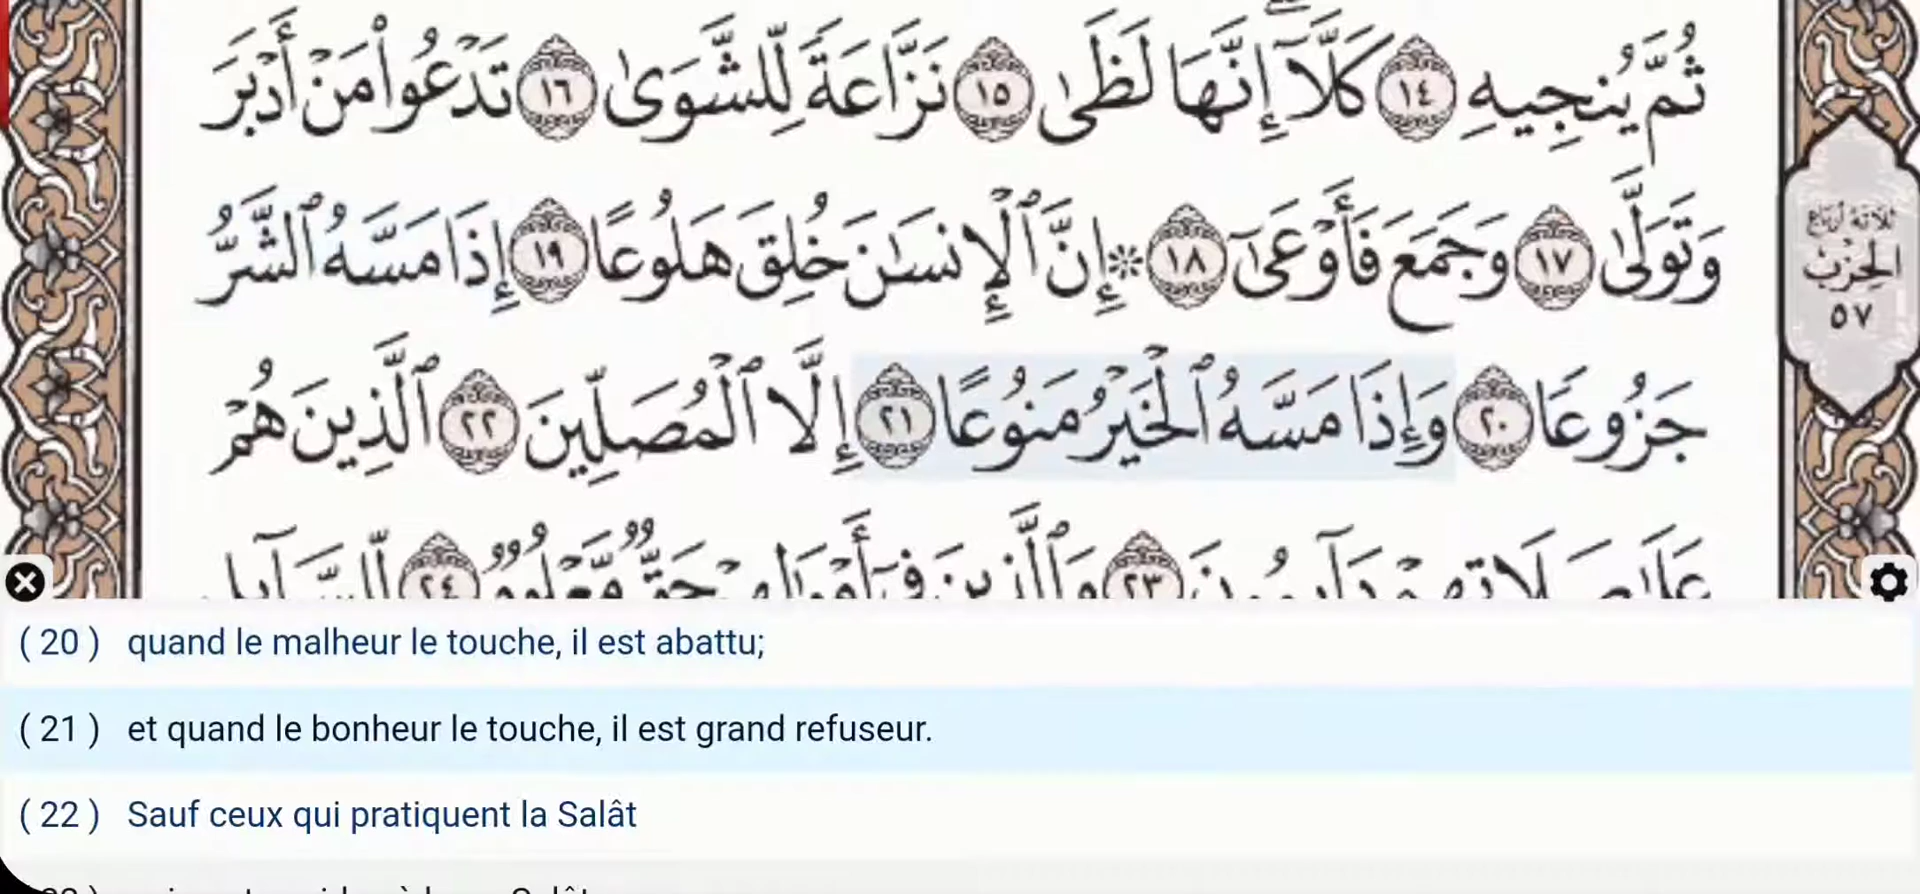 ثُمَّ يُنجِيهِ ١٤ كَلَّآ إِنَّهَا لَظَىٰ ١٥ نَزَّاعَةً لِّلشَّوَىٰ ١٦ تَدْعُوا۟ مَنْ أَدْبَرَ
وَتَوَلَّىٰ ١٧ وَجَمَعَ فَأَوْعَىٰٓ ١٨ ۞ إِنَّ ٱلْإِنسَـٰنَ خُلِقَ هَلُوعًا ١٩ إِذَا مَسَّهُ ٱلشَّرُّ
ثلاثة أرباع
الحزب
٥٧
جَزُوعًا ٢٠ وَإِذَا مَسَّهُ ٱلْخَيْرُ مَنُوعًا ٢١ إِلَّا ٱلْمُصَلِّينَ ٢٢ ٱلَّذِينَ هُمْ
٢٣ ٢٤
( 20 ) quand le malheur le touche, il est abattu;
( 21 ) et quand le bonheur le touche, il est grand refuseur.
( 22 ) Sauf ceux qui pratiquent la Salât